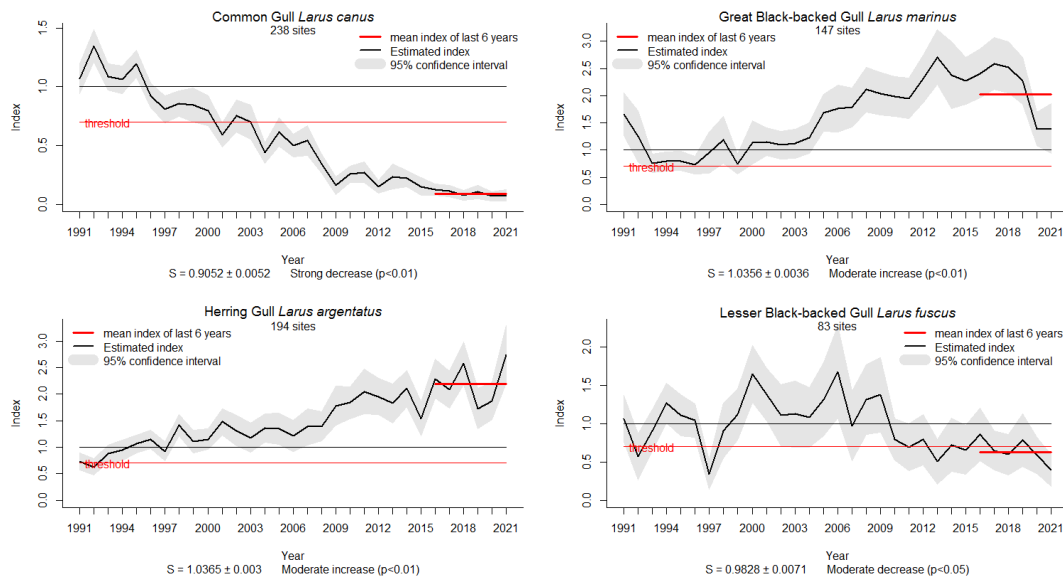 Common Gull Larus canus
238 sites
mean index of last 6 years
Estimated index
95% confidence interval
threshold
Index
1.5
1.0
0.5
0.0
1991 1994 1997 2000 2003 2006 2009 2012 2015 2018 2021
Year
S = 0.9052 ± 0.0052 Strong decrease (p<0.01)
Great Black-backed Gull Larus marinus
147 sites
mean index of last 6 years
Estimated index
95% confidence interval
threshold
Index
3.0
2.5
2.0
1.5
1.0
0.5
0.0
1991 1994 1997 2000 2003 2006 2009 2012 2015 2018 2021
Year
S = 1.0356 ± 0.0036 Moderate increase (p<0.01)
Herring Gull Larus argentatus
194 sites
mean index of last 6 years
Estimated index
95% confidence interval
threshold
Index
3.0
2.5
2.0
1.5
1.0
0.5
0.0
1991 1994 1997 2000 2003 2006 2009 2012 2015 2018 2021
Year
S = 1.0365 ± 0.003 Moderate increase (p<0.01)
Lesser Black-backed Gull Larus fuscus
83 sites
mean index of last 6 years
Estimated index
95% confidence interval
threshold
Index
2.0
1.5
1.0
0.5
0.0
1991 1994 1997 2000 2003 2006 2009 2012 2015 2018 2021
Year
S = 0.9828 ± 0.0071 Moderate decrease (p<0.05)